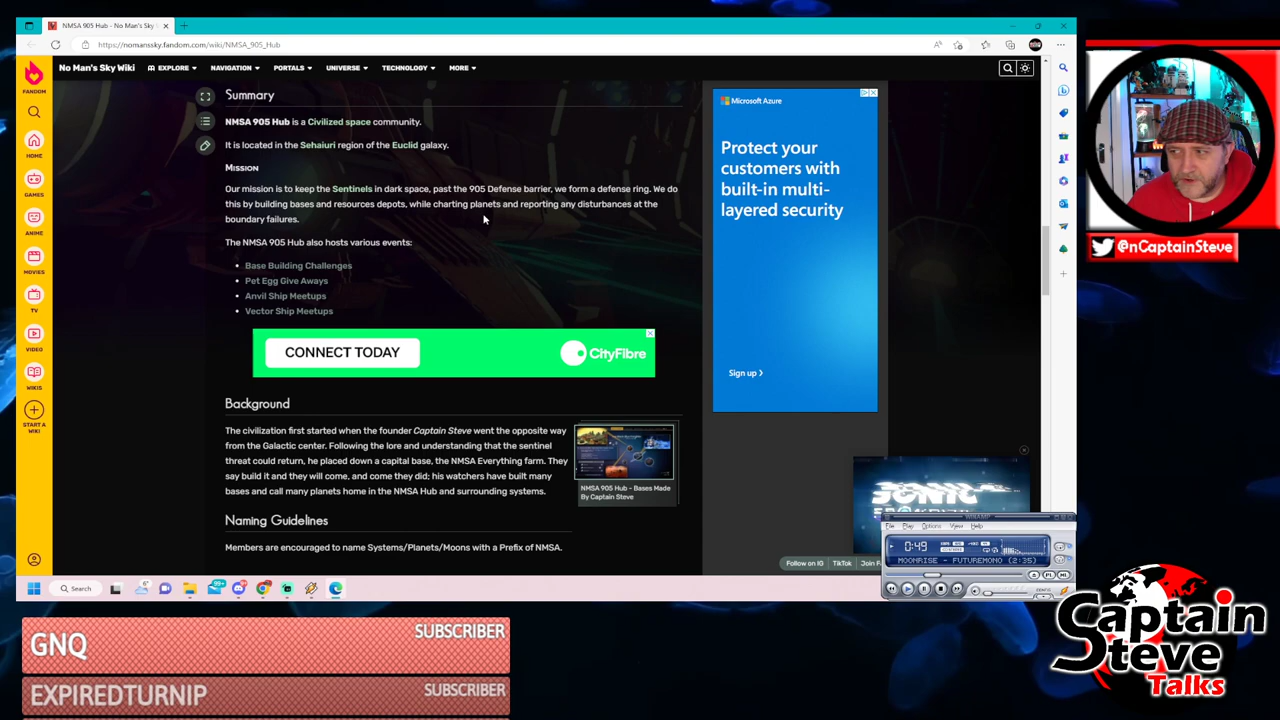 NMSA 905 Hub - No Man's Sky
https://nomanssky.fandom.com/wiki/NMSA_905_Hub
FANDOM
No Man's Sky Wiki
EXPLORE
NAVIGATION
PORTALS
UNIVERSE
TECHNOLOGY
MORE
HOME
GAMES
ANIME
MOVIES
TV
VIDEO
WIKIS
START A
WIKI
Summary
NMSA 905 Hub is a Civilized space community.
It is located in the Sehaiuri region of the Euclid galaxy.
Mission
Our mission is to keep the Sentinels in dark space, past the 905 Defense barrier, we form a defense ring. We do
this by building bases and resources depots, while charting planets and reporting any disturbances at the
boundary failures.
The NMSA 905 Hub also hosts various events:
Base Building Challenges
Pet Egg Give Aways
Anvil Ship Meetups
Vector Ship Meetups
CONNECT TODAY
CityFibre
Background
The civilization first started when the founder Captain Steve went the opposite way
from the Galactic center. Following the lore and understanding that the sentinel
threat could return, he placed down a capital base, the NMSA Everything farm. They
say build it and they will come, and come they did; his watchers have built many
bases and call many planets home in the NMSA Hub and surrounding systems.
NMSA 905 Hub - Bases Made
By Captain Steve
Naming Guidelines
Members are encouraged to name Systems/Planets/Moons with a Prefix of NMSA.
Microsoft Azure
Protect your
customers with
built-in multi-
layered security
Sign up
SONIC
Follow on IG
TikTok
WINAMP
File Play Options View Help
0:49
MOONRISE - FUTUREMONO (2:35)
Search
99+
@nCaptainSteve
GNQ
SUBSCRIBER
EXPIREDTURNIP
SUBSCRIBER
Captain
Steve
Talks